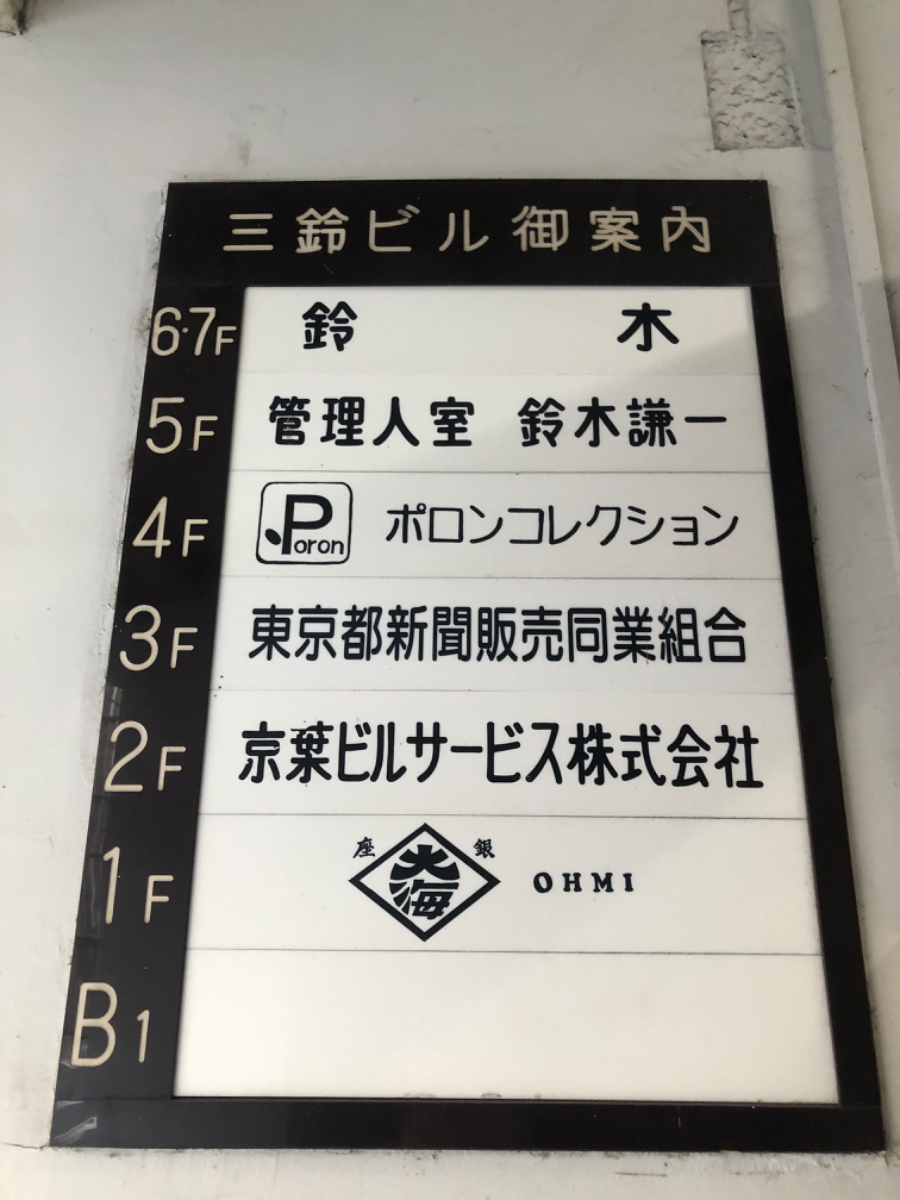 三鈴ビル御案内
6・7F 鈴木
5F 管理人室 鈴木謙一
4F Poron ポロンコレクション
3F 東京都新聞販売同業組合
2F 京葉ビルサービス株式会社
1F 座銀 大海 OHMI
B1